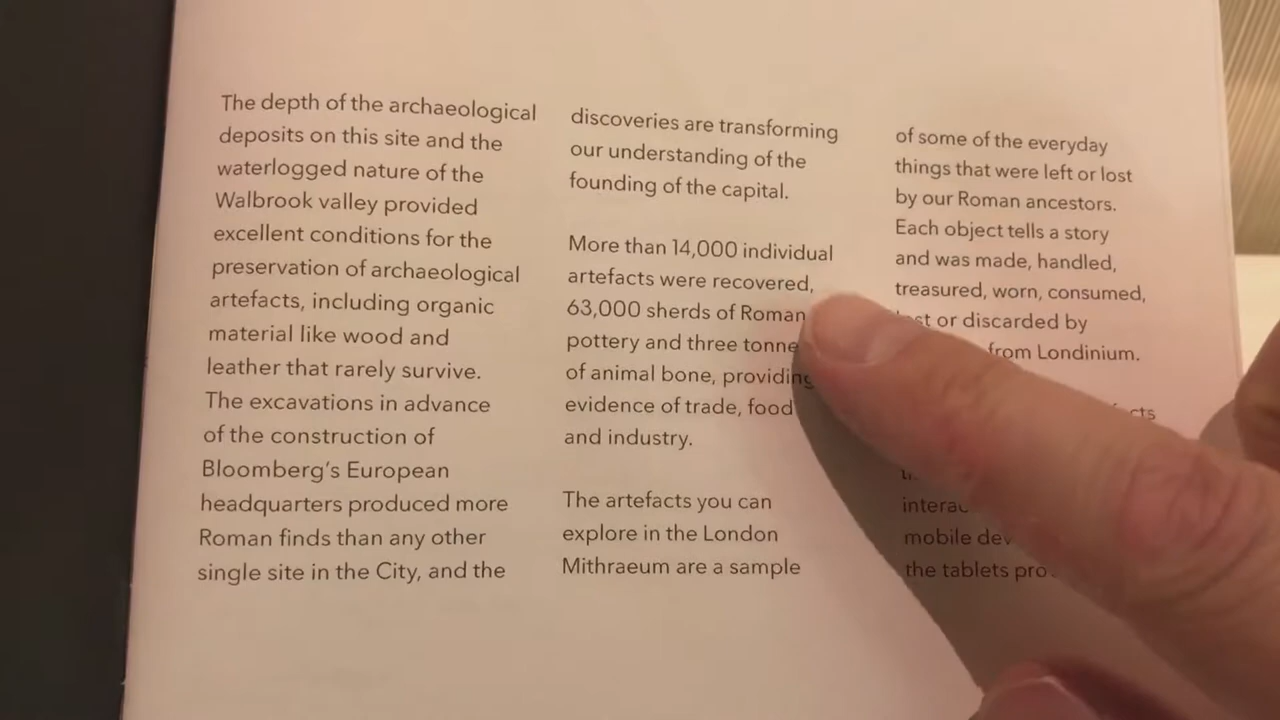 The depth of the archaeological
deposits on this site and the
waterlogged nature of the
Walbrook valley provided
excellent conditions for the
preservation of archaeological
artefacts, including organic
material like wood and
leather that rarely survive.
The excavations in advance
of the construction of
Bloomberg's European
headquarters produced more
Roman finds than any other
single site in the City, and the
discoveries are transforming
our understanding of the
founding of the capital.
More than 14,000 individual
artefacts were recovered,
63,000 sherds of Roman
pottery and three
of animal bone, providing
evidence of trade, food
and industry.
The artefacts you can
explore in the London
Mithraeum are a sample
of some of the everyday
things that were left or lost
by our Roman ancestors.
Each object tells a story
and was made, handled,
treasured, worn, consumed,
or discarded by
from Londinium.
mobile
the tablets